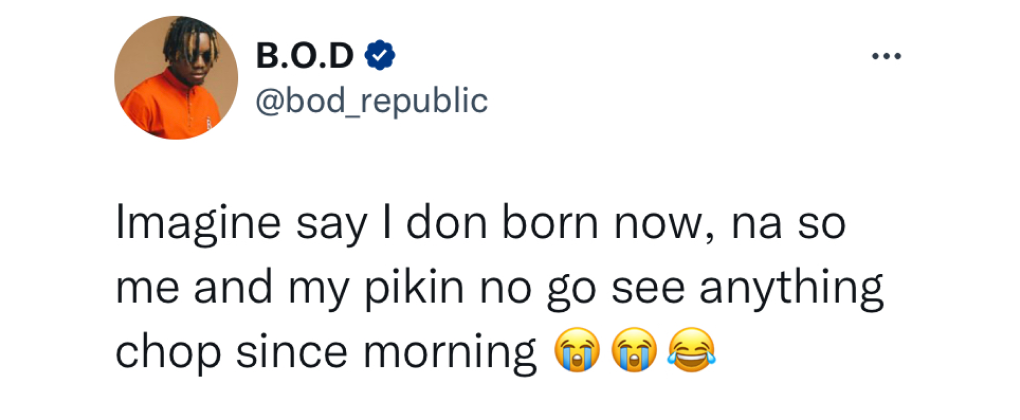 B.O.D
@bod_republic
Imagine say I don born now, na so
me and my pikin no go see anything
chop since morning 😭😭😂